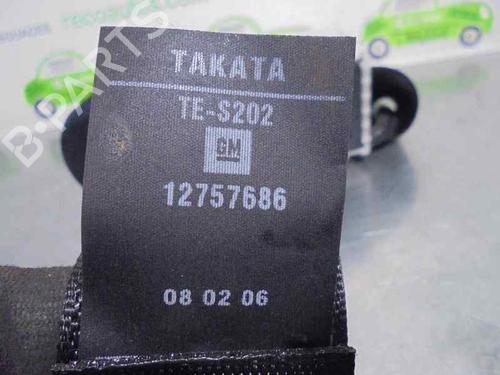 B-PARTS
TAKATA
TE-S202
GM
12757686
08 02 06